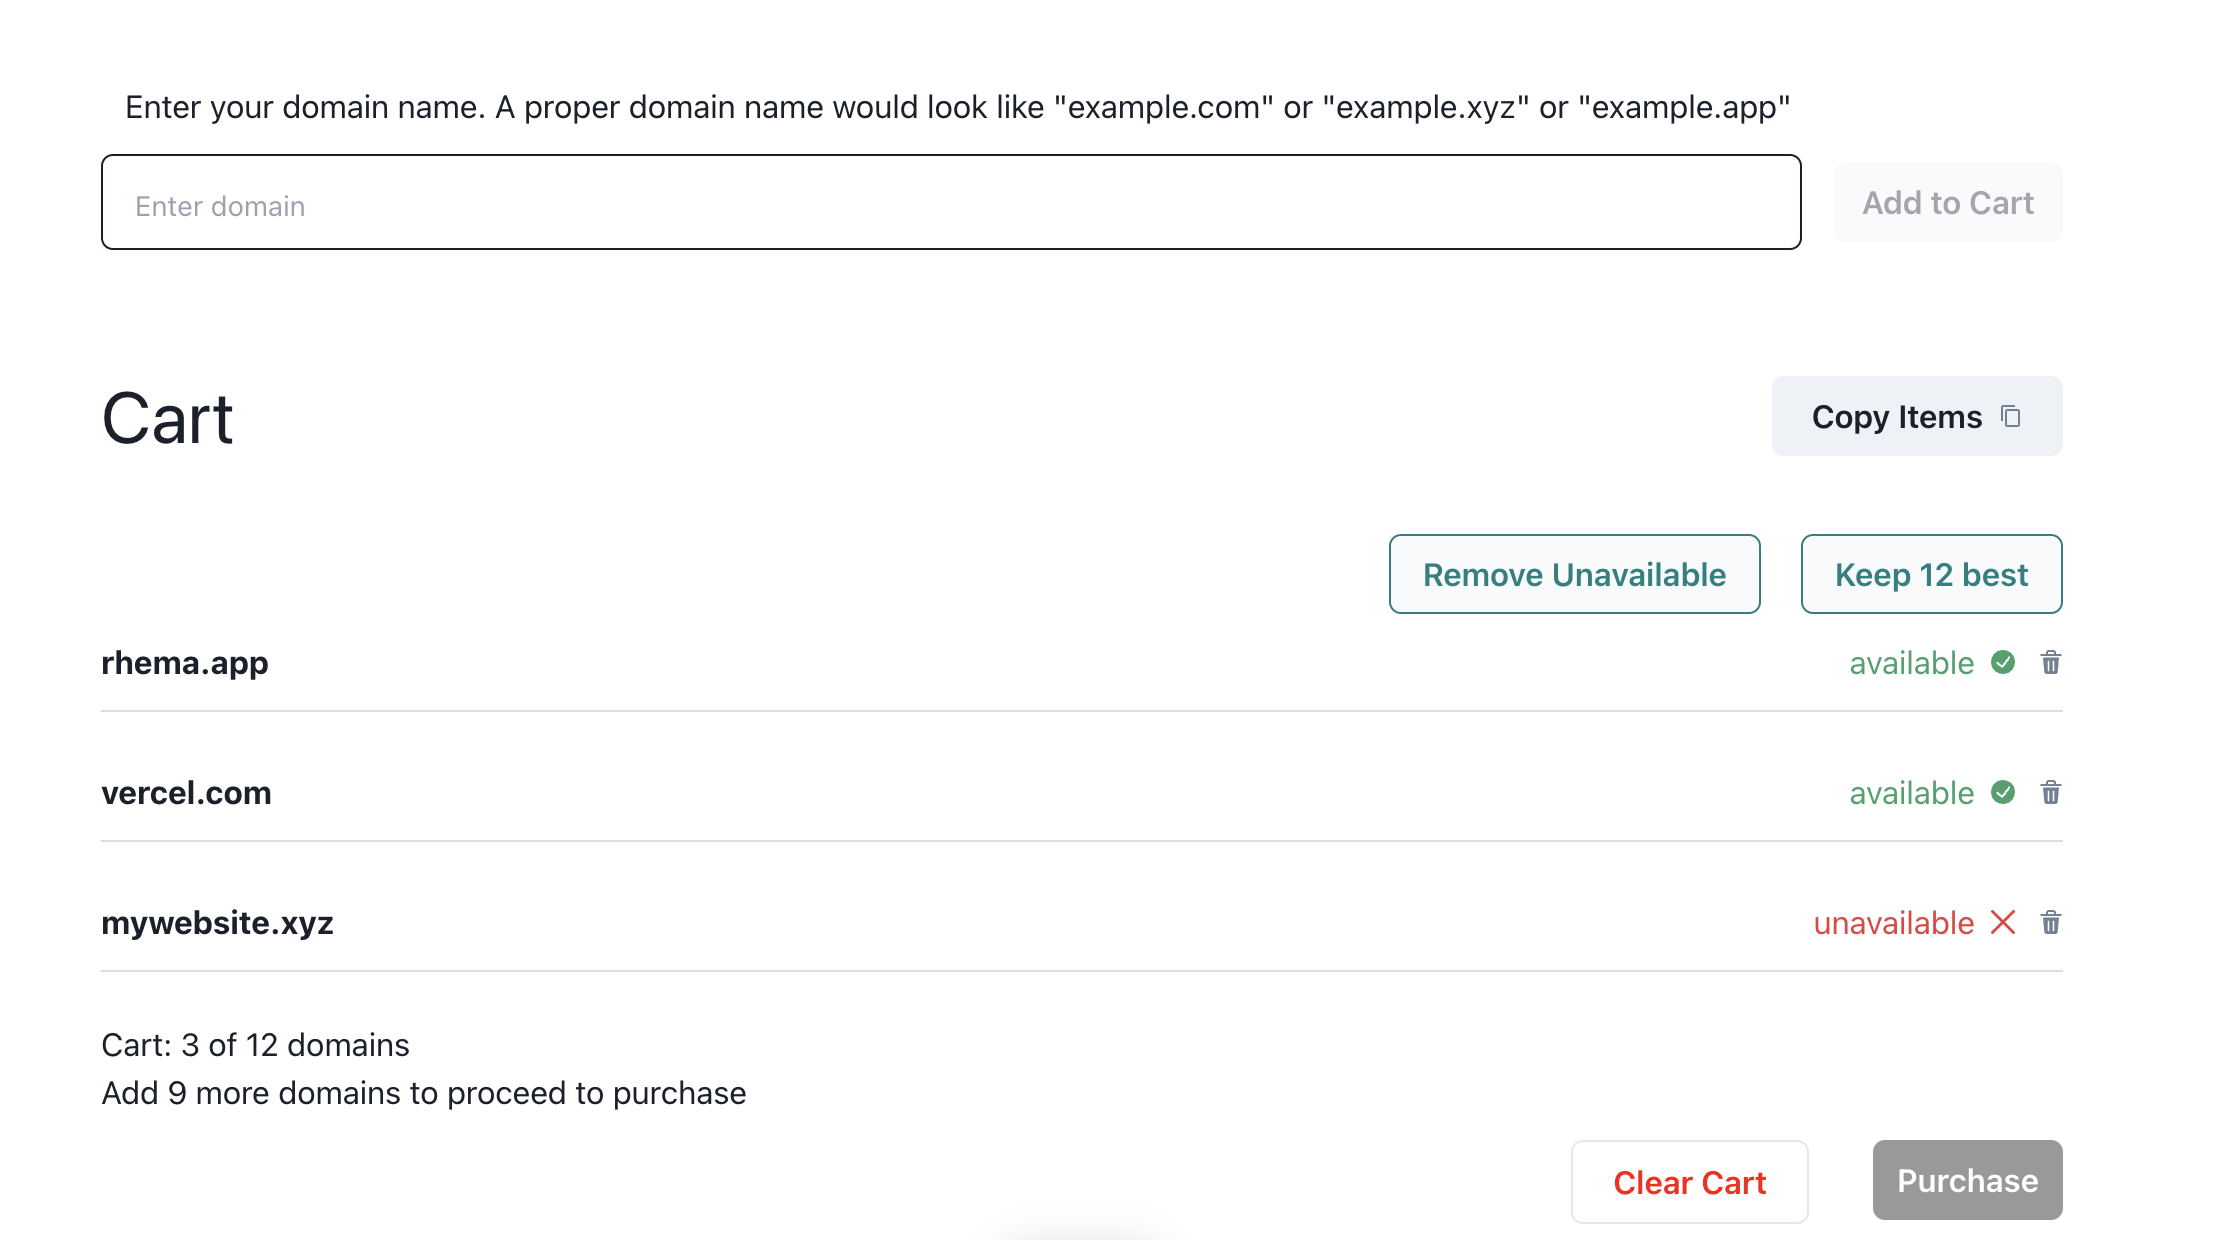 Enter your domain name. A proper domain name would look like "example.com" or "example.xyz" or "example.app"
Enter domain
Add to Cart
Cart
Copy Items
Remove Unavailable
Keep 12 best
rhema.app
available
vercel.com
available
mywebsite.xyz
unavailable
Cart: 3 of 12 domains
Add 9 more domains to proceed to purchase
Clear Cart
Purchase